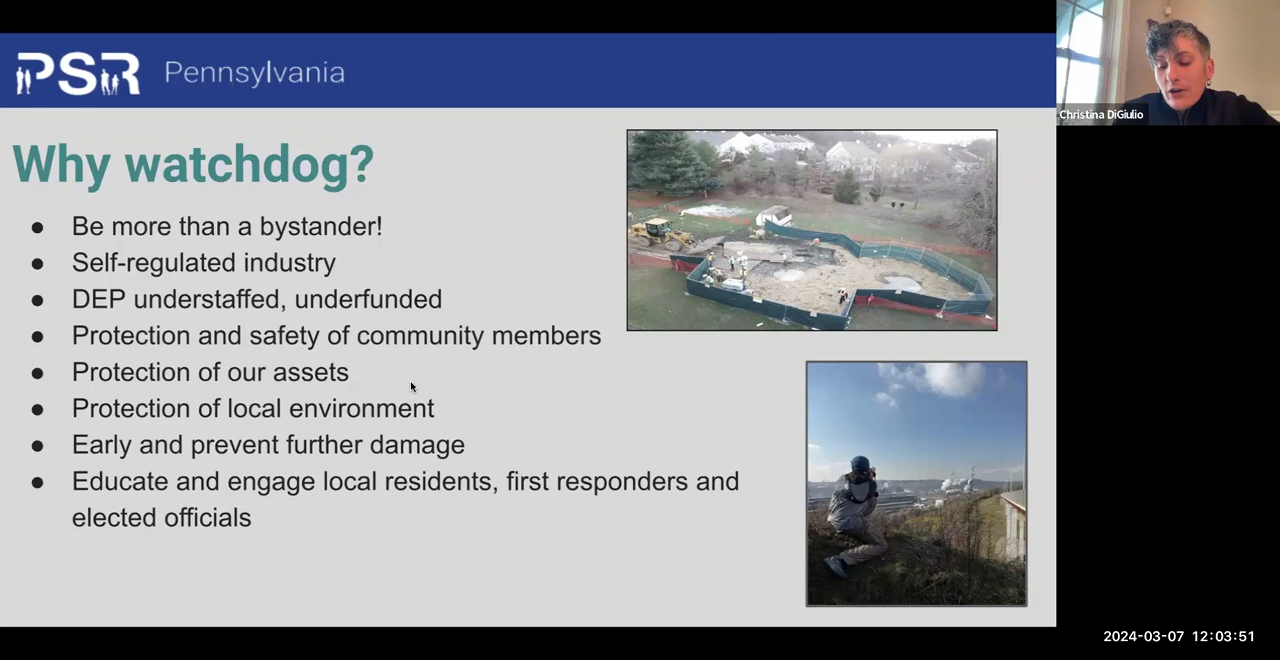 PSR Pennsylvania
Why watchdog?
● Be more than a bystander!
● Self-regulated industry
● DEP understaffed, underfunded
● Protection and safety of community members
● Protection of our assets
● Protection of local environment
● Early and prevent further damage
● Educate and engage local residents, first responders and
elected officials
Christina DiGiulio
2024-03-07 12:03:51